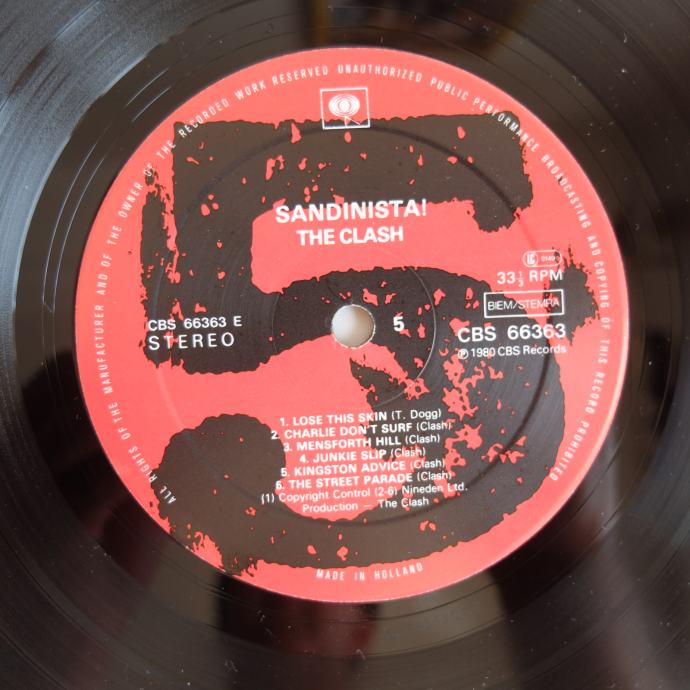 ALL RIGHTS OF THE MANUFACTURER AND OF THE OWNER OF THE RECORDED WORK RESERVED UNAUTHORIZED PUBLIC PERFORMANCE BROADCASTING AND COPYING OF THIS RECORD PROHIBITED
SANDINISTA!
THE CLASH
LC 0149
33⅓ RPM
BIEM/STEMRA
CBS 66363 E
STEREO
5
CBS 66363
℗ 1980 CBS Records
1. LOSE THIS SKIN (T. Dogg)
2. CHARLIE DON'T SURF (Clash)
3. MENSFORTH HILL (Clash)
4. JUNKIE SLIP (Clash)
5. KINGSTON ADVICE (Clash)
6. THE STREET PARADE (Clash)
(1) Copyright Control (2-6) Nineden Ltd.
Production — The Clash
MADE IN HOLLAND